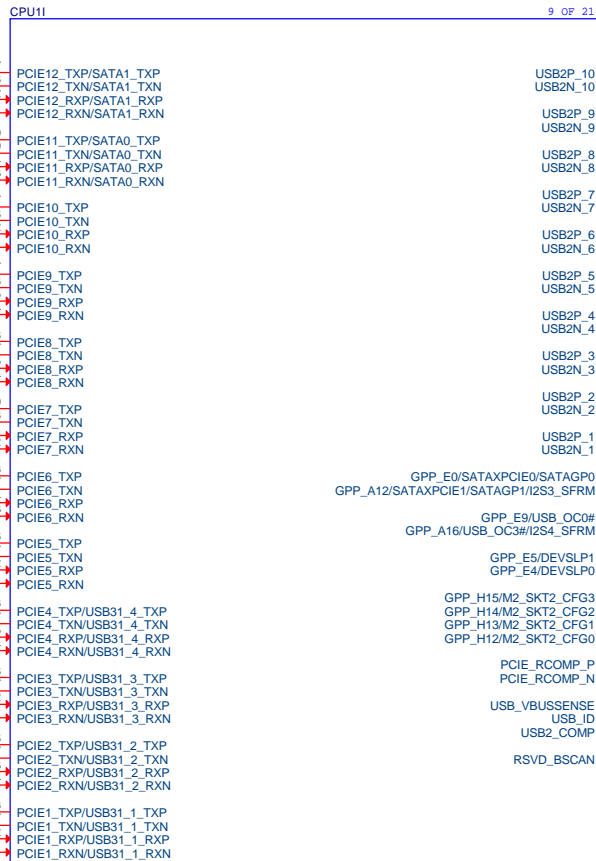 CPU1I
9 OF 21
PCIE12_TXP/SATA1_TXP
PCIE12_TXN/SATA1_TXN
PCIE12_RXP/SATA1_RXP
PCIE12_RXN/SATA1_RXN
PCIE11_TXP/SATA0_TXP
PCIE11_TXN/SATA0_TXN
PCIE11_RXP/SATA0_RXP
PCIE11_RXN/SATA0_RXN
PCIE10_TXP
PCIE10_TXN
PCIE10_RXP
PCIE10_RXN
PCIE9_TXP
PCIE9_TXN
PCIE9_RXP
PCIE9_RXN
PCIE8_TXP
PCIE8_TXN
PCIE8_RXP
PCIE8_RXN
PCIE7_TXP
PCIE7_TXN
PCIE7_RXP
PCIE7_RXN
PCIE6_TXP
PCIE6_TXN
PCIE6_RXP
PCIE6_RXN
PCIE5_TXP
PCIE5_TXN
PCIE5_RXP
PCIE5_RXN
PCIE4_TXP/USB31_4_TXP
PCIE4_TXN/USB31_4_TXN
PCIE4_RXP/USB31_4_RXP
PCIE4_RXN/USB31_4_RXN
PCIE3_TXP/USB31_3_TXP
PCIE3_TXN/USB31_3_TXN
PCIE3_RXP/USB31_3_RXP
PCIE3_RXN/USB31_3_RXN
PCIE2_TXP/USB31_2_TXP
PCIE2_TXN/USB31_2_TXN
PCIE2_RXP/USB31_2_RXP
PCIE2_RXN/USB31_2_RXN
PCIE1_TXP/USB31_1_TXP
PCIE1_TXN/USB31_1_TXN
PCIE1_RXP/USB31_1_RXP
PCIE1_RXN/USB31_1_RXN
USB2P_10
USB2N_10
USB2P_9
USB2N_9
USB2P_8
USB2N_8
USB2P_7
USB2N_7
USB2P_6
USB2N_6
USB2P_5
USB2N_5
USB2P_4
USB2N_4
USB2P_3
USB2N_3
USB2P_2
USB2N_2
USB2P_1
USB2N_1
GPP_E0/SATAXPCIE0/SATAGP0
GPP_A12/SATAXPCIE1/SATAGP1/I2S3_SFRM
GPP_E9/USB_OC0#
GPP_A16/USB_OC3#/I2S4_SFRM
GPP_E5/DEVSLP1
GPP_E4/DEVSLP0
GPP_H15/M2_SKT2_CFG3
GPP_H14/M2_SKT2_CFG2
GPP_H13/M2_SKT2_CFG1
GPP_H12/M2_SKT2_CFG0
PCIE_RCOMP_P
PCIE_RCOMP_N
USB_VBUSSENSE
USB_ID
USB2_COMP
RSVD_BSCAN